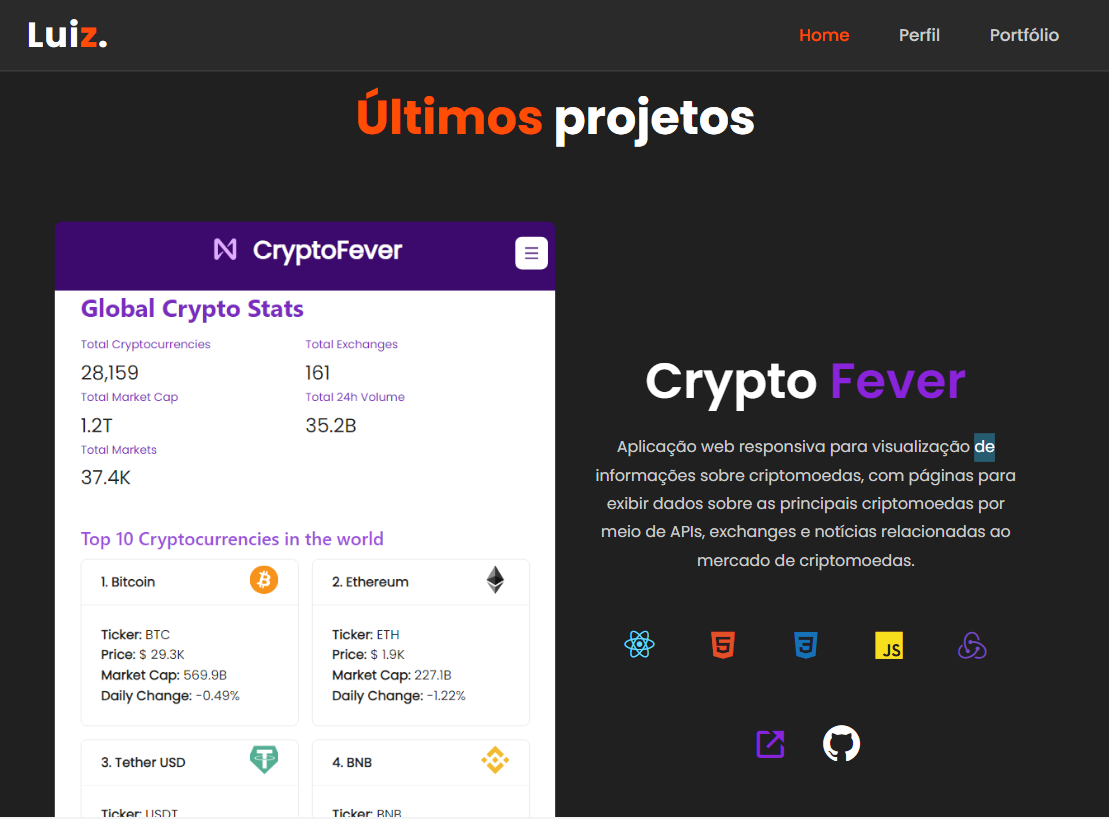 Luiz.
Home Perfil Portfólio
Últimos projetos
CryptoFever
Global Crypto Stats
Total Cryptocurrencies Total Exchanges
28,159 161
Total Market Cap Total 24h Volume
1.2T 35.2B
Total Markets
37.4K
Top 10 Cryptocurrencies in the world
1. Bitcoin
Ticker: BTC
Price: $ 29.3K
Market Cap: 569.9B
Daily Change: -0.49%
2. Ethereum
Ticker: ETH
Price: $ 1.9K
Market Cap: 227.1B
Daily Change: -1.22%
3. Tether USD
Ticker: USDT
4. BNB
Ticker: BNB
Crypto Fever
Aplicação web responsiva para visualização de
informações sobre criptomoedas, com páginas para
exibir dados sobre as principais criptomoedas por
meio de APIs, exchanges e notícias relacionadas ao
mercado de criptomoedas.
5
3
JS